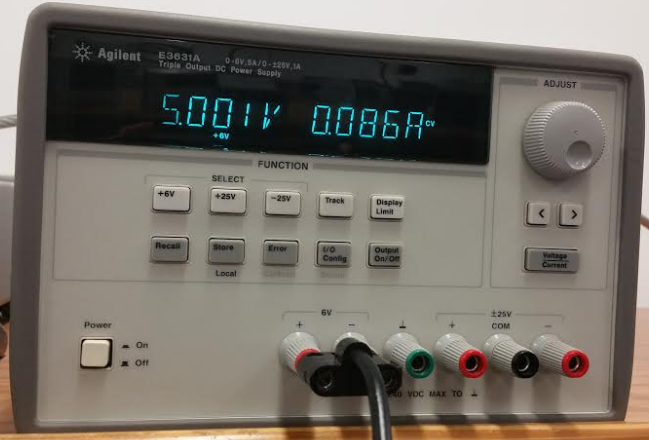 Agilent E3631A 0-6V,5A/0-±25V,1A
Triple Output DC Power Supply
5.001V 0.086A CV
+6V
ADJUST
FUNCTION
SELECT
+6V +25V -25V Track Display Limit
Recall Store Error I/O Config Output On/Off
Local
< >
Voltage
Current
Power
On
Off
6V ±25V
+ - + COM -
VDC MAX TO